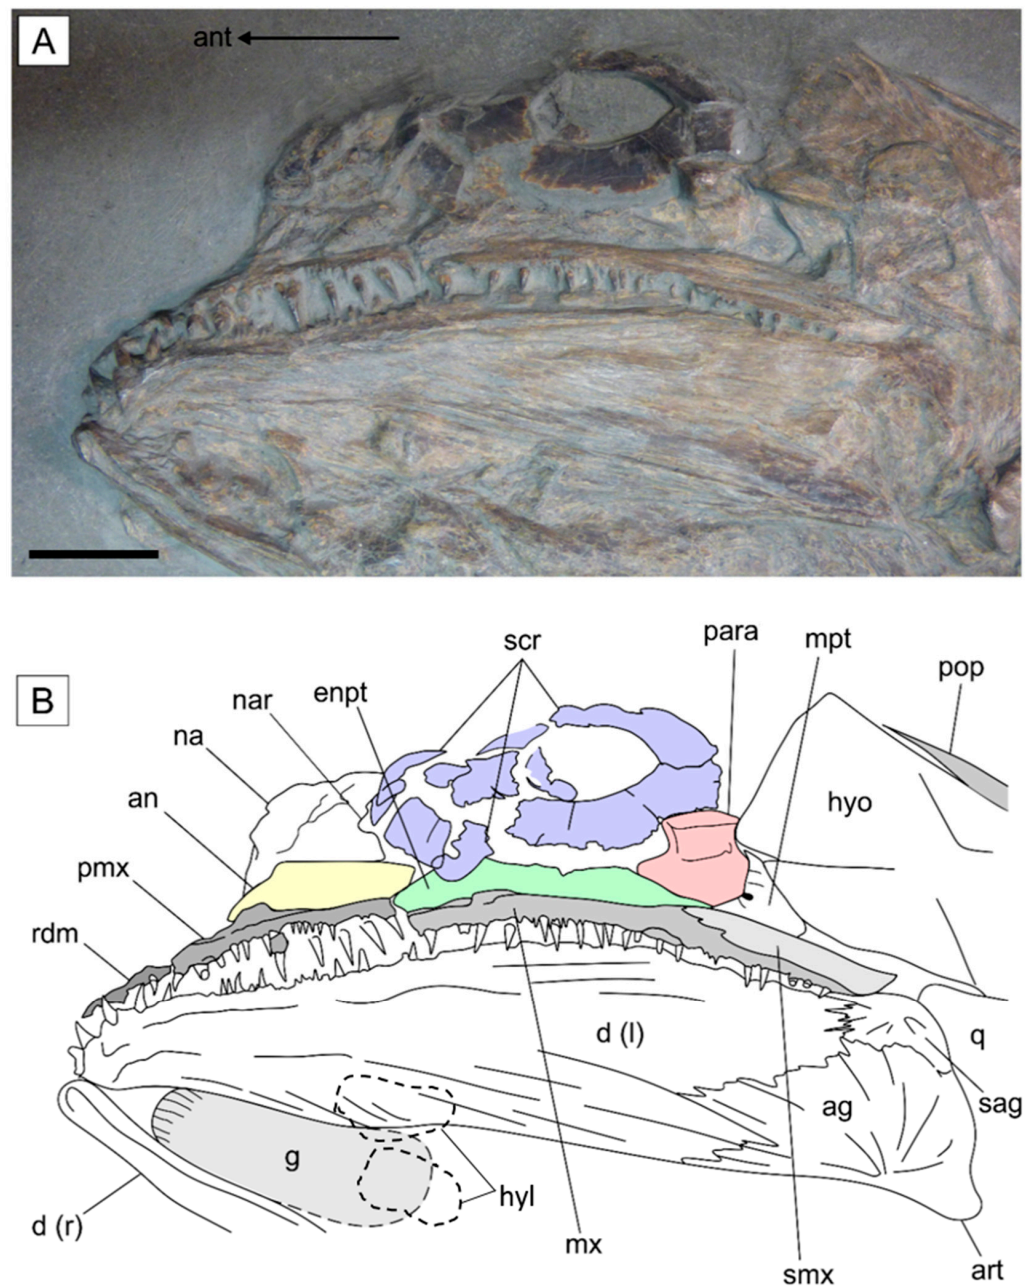 A
ant
B
scr
para
mpt
pop
nar
enpt
na
an
hyo
pmx
rdm
d (l)
q
ag
sag
g
hyl
d (r)
mx
smx
art